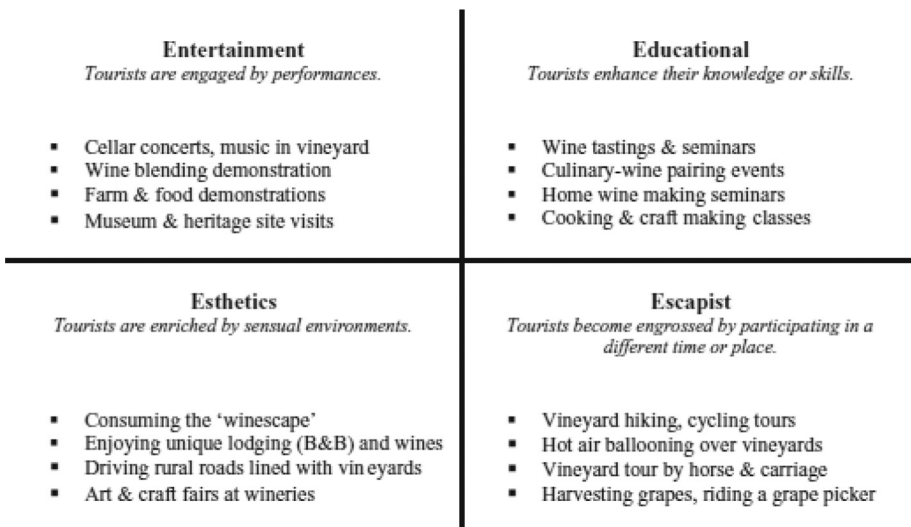 Entertainment
Tourists are engaged by performances.
▪ Cellar concerts, music in vineyard
▪ Wine blending demonstration
▪ Farm & food demonstrations
▪ Museum & heritage site visits
Educational
Tourists enhance their knowledge or skills.
▪ Wine tastings & seminars
▪ Culinary-wine pairing events
▪ Home wine making seminars
▪ Cooking & craft making classes
Esthetics
Tourists are enriched by sensual environments.
▪ Consuming the ‘winescape’
▪ Enjoying unique lodging (B&B) and wines
▪ Driving rural roads lined with vineyards
▪ Art & craft fairs at wineries
Escapist
Tourists become engrossed by participating in a
different time or place.
▪ Vineyard hiking, cycling tours
▪ Hot air ballooning over vineyards
▪ Vineyard tour by horse & carriage
▪ Harvesting grapes, riding a grape picker